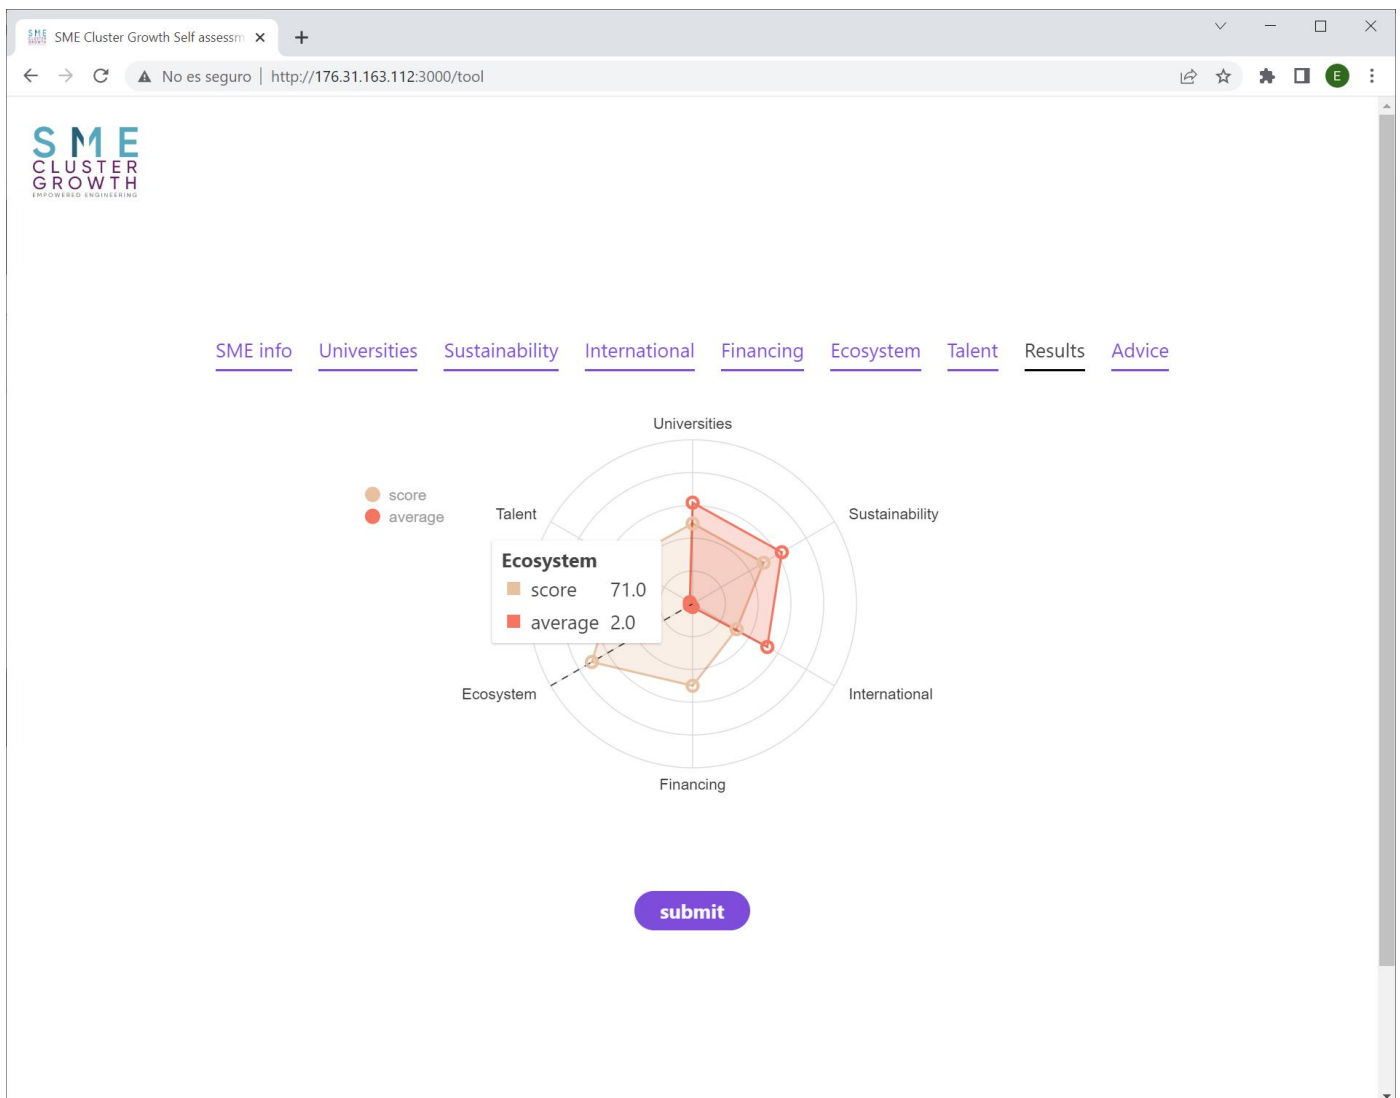 SME Cluster Growth Self assessm
No es seguro | http://176.31.163.112:3000/tool
E
SME
CLUSTER
GROWTH
EMPOWERED ENGINEERING
SME info Universities Sustainability International Financing Ecosystem Talent Results Advice
Universities
score
average
Talent
Sustainability
Ecosystem
score 71.0
average 2.0
Ecosystem
International
Financing
submit